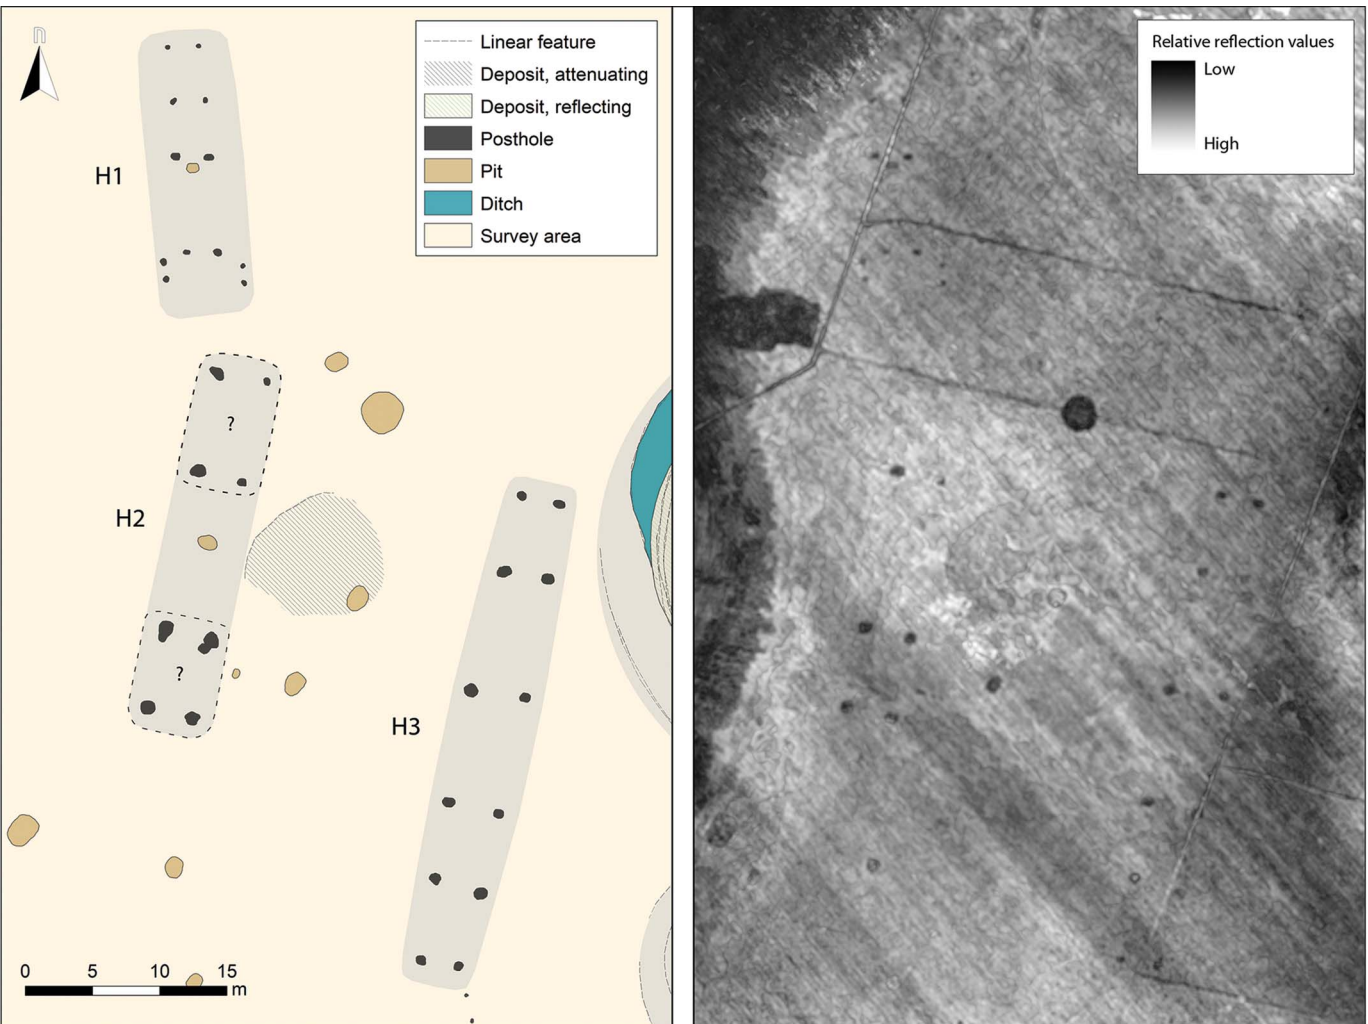 n
Linear feature
Deposit, attenuating
Deposit, reflecting
Posthole
Pit
Ditch
Survey area
H1
?
H2
?
H3
0 5 10 15
m
Relative reflection values
Low
High